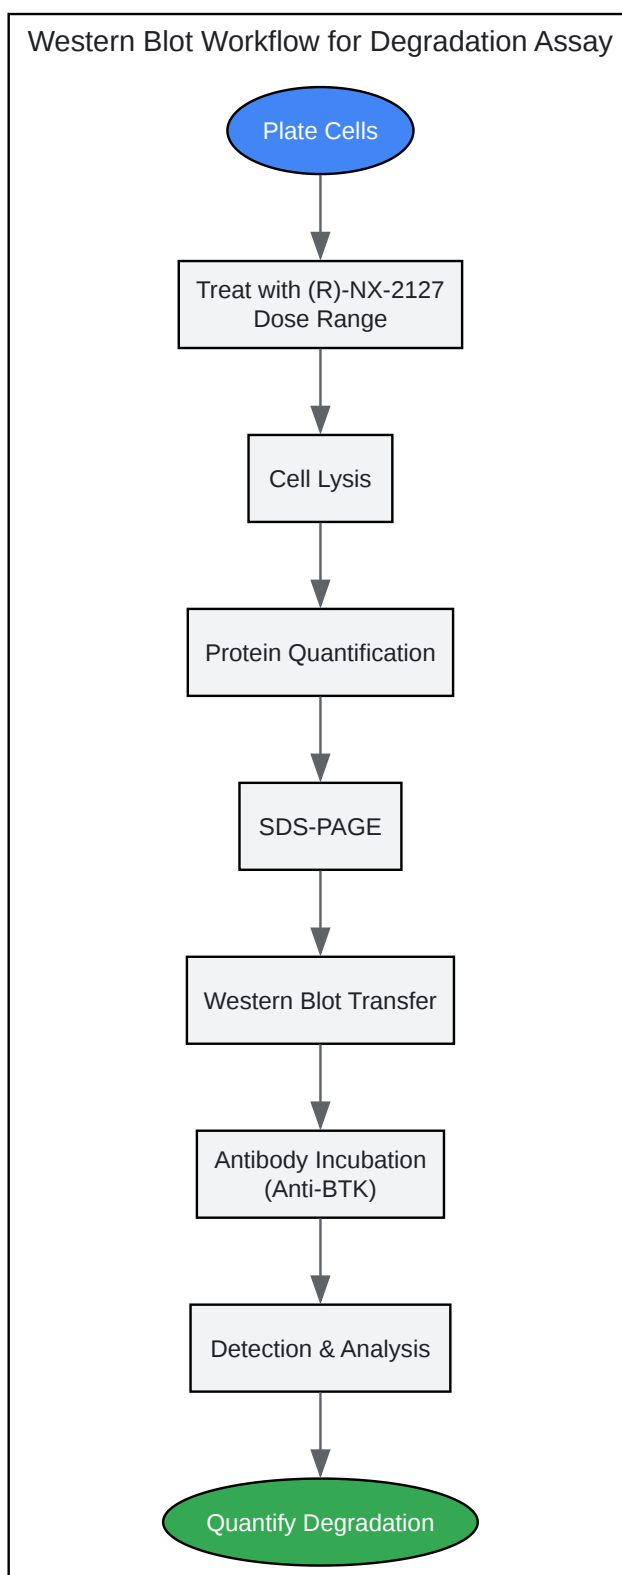 Western Blot Workflow for Degradation Assay
Plate Cells
Treat with (R)-NX-2127
Dose Range
Cell Lysis
Protein Quantification
SDS-PAGE
Western Blot Transfer
Antibody Incubation
(Anti-BTK)
Detection & Analysis
Quantify Degradation